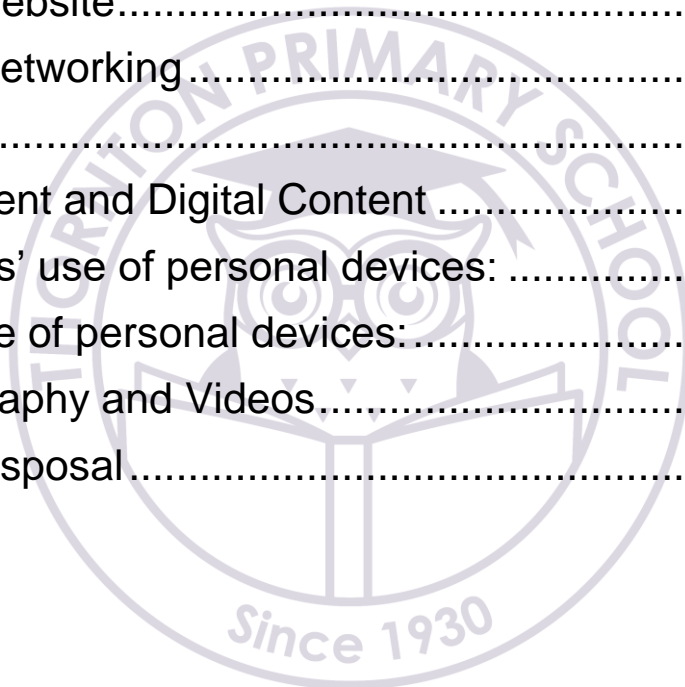 ebsite
etworking
ent and Digital Content
s’ use of personal devices:
e of personal devices:
aphy and Videos
sposal
THORNTON PRIMARY SCHOOL
Since 1930